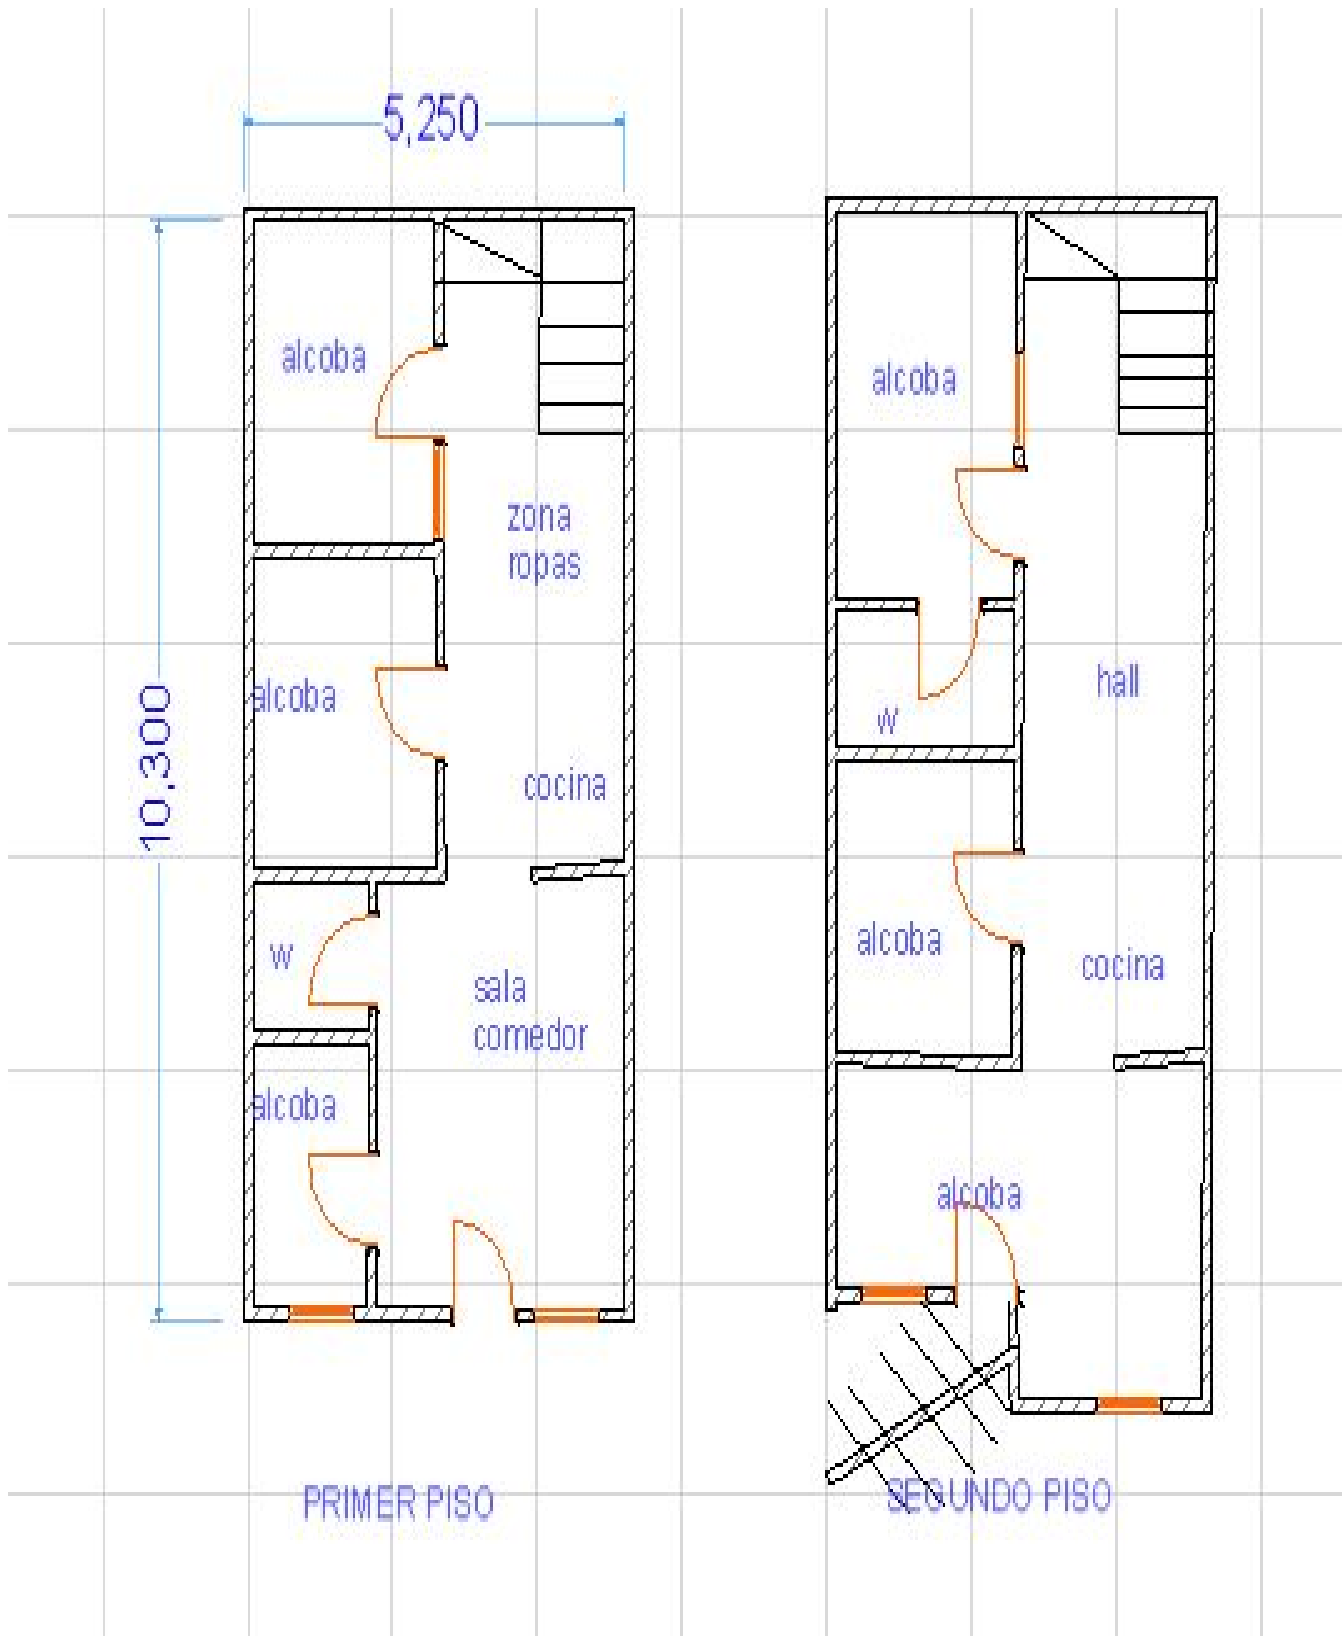 5,250
10,300
alcoba
zona
ropas
alcoba
cocina
w
sala
comedor
alcoba
PRIMER PISO
alcoba
hall
w
alcoba
cocina
alcoba
SEGUNDO PISO